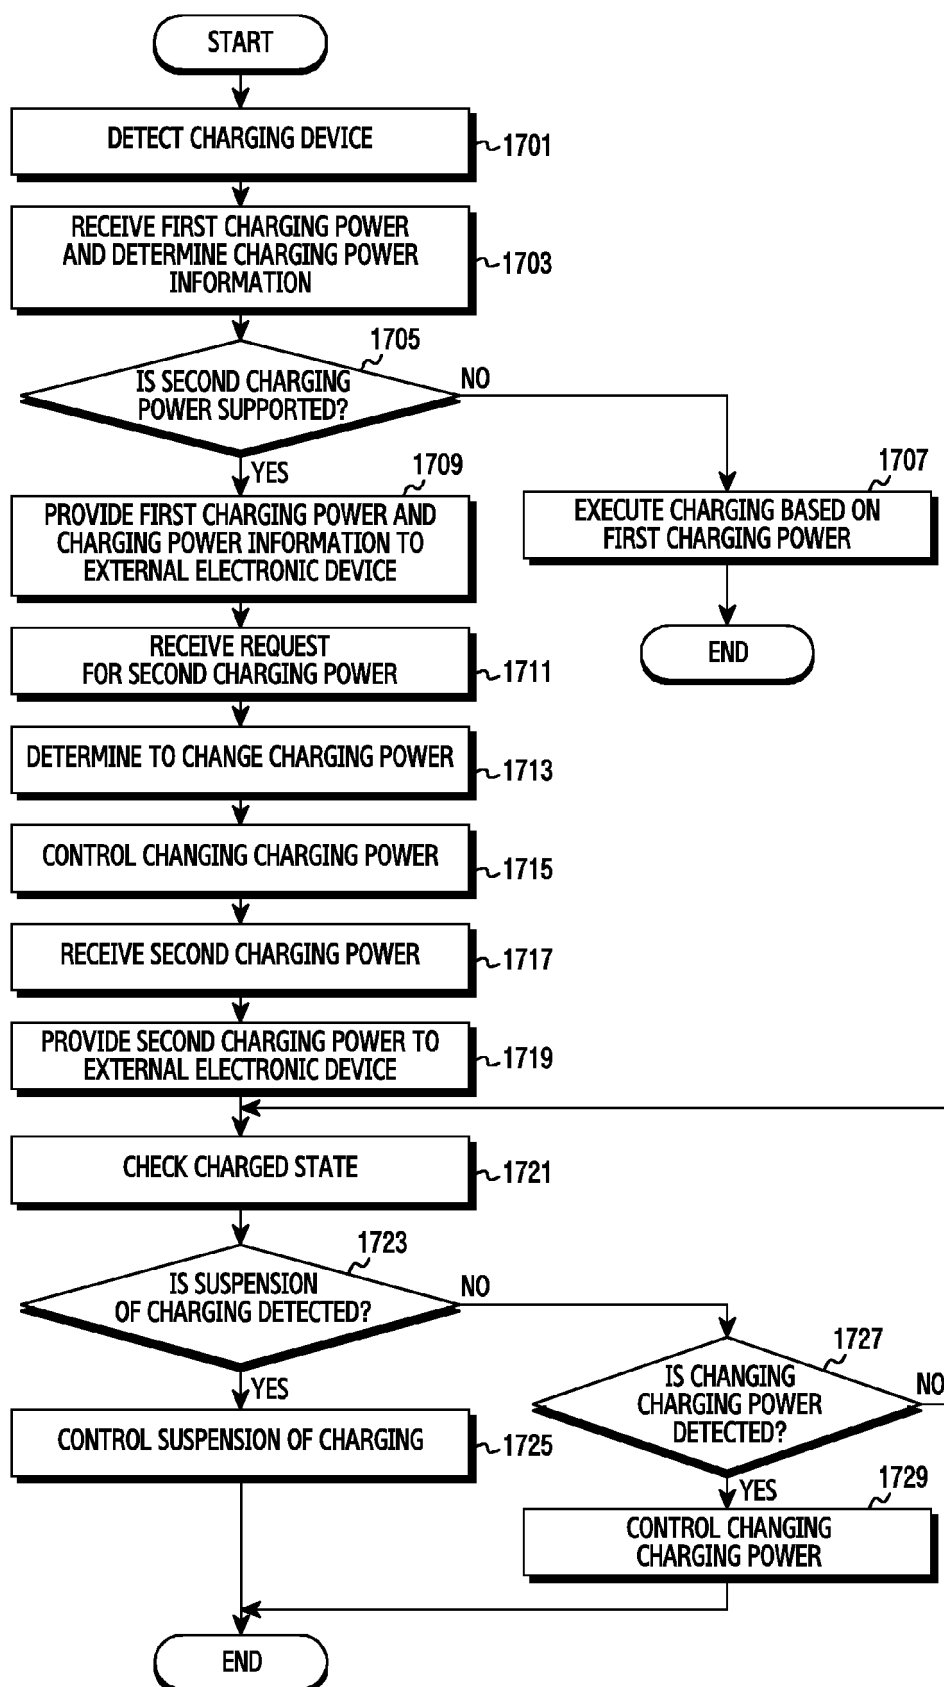 START
DETECT CHARGING DEVICE
1701
RECEIVE FIRST CHARGING POWER
AND DETERMINE CHARGING POWER
INFORMATION
1703
1705
IS SECOND CHARGING
POWER SUPPORTED?
NO
YES
1709
PROVIDE FIRST CHARGING POWER AND
CHARGING POWER INFORMATION TO
EXTERNAL ELECTRONIC DEVICE
1707
EXECUTE CHARGING BASED ON
FIRST CHARGING POWER
END
RECEIVE REQUEST
FOR SECOND CHARGING POWER
1711
DETERMINE TO CHANGE CHARGING POWER
1713
CONTROL CHANGING CHARGING POWER
1715
RECEIVE SECOND CHARGING POWER
1717
PROVIDE SECOND CHARGING POWER TO
EXTERNAL ELECTRONIC DEVICE
1719
CHECK CHARGED STATE
1721
1723
IS SUSPENSION
OF CHARGING DETECTED?
NO
YES
1727
IS CHANGING
CHARGING POWER
DETECTED?
NO
CONTROL SUSPENSION OF CHARGING
1725
YES
1729
CONTROL CHANGING
CHARGING POWER
END